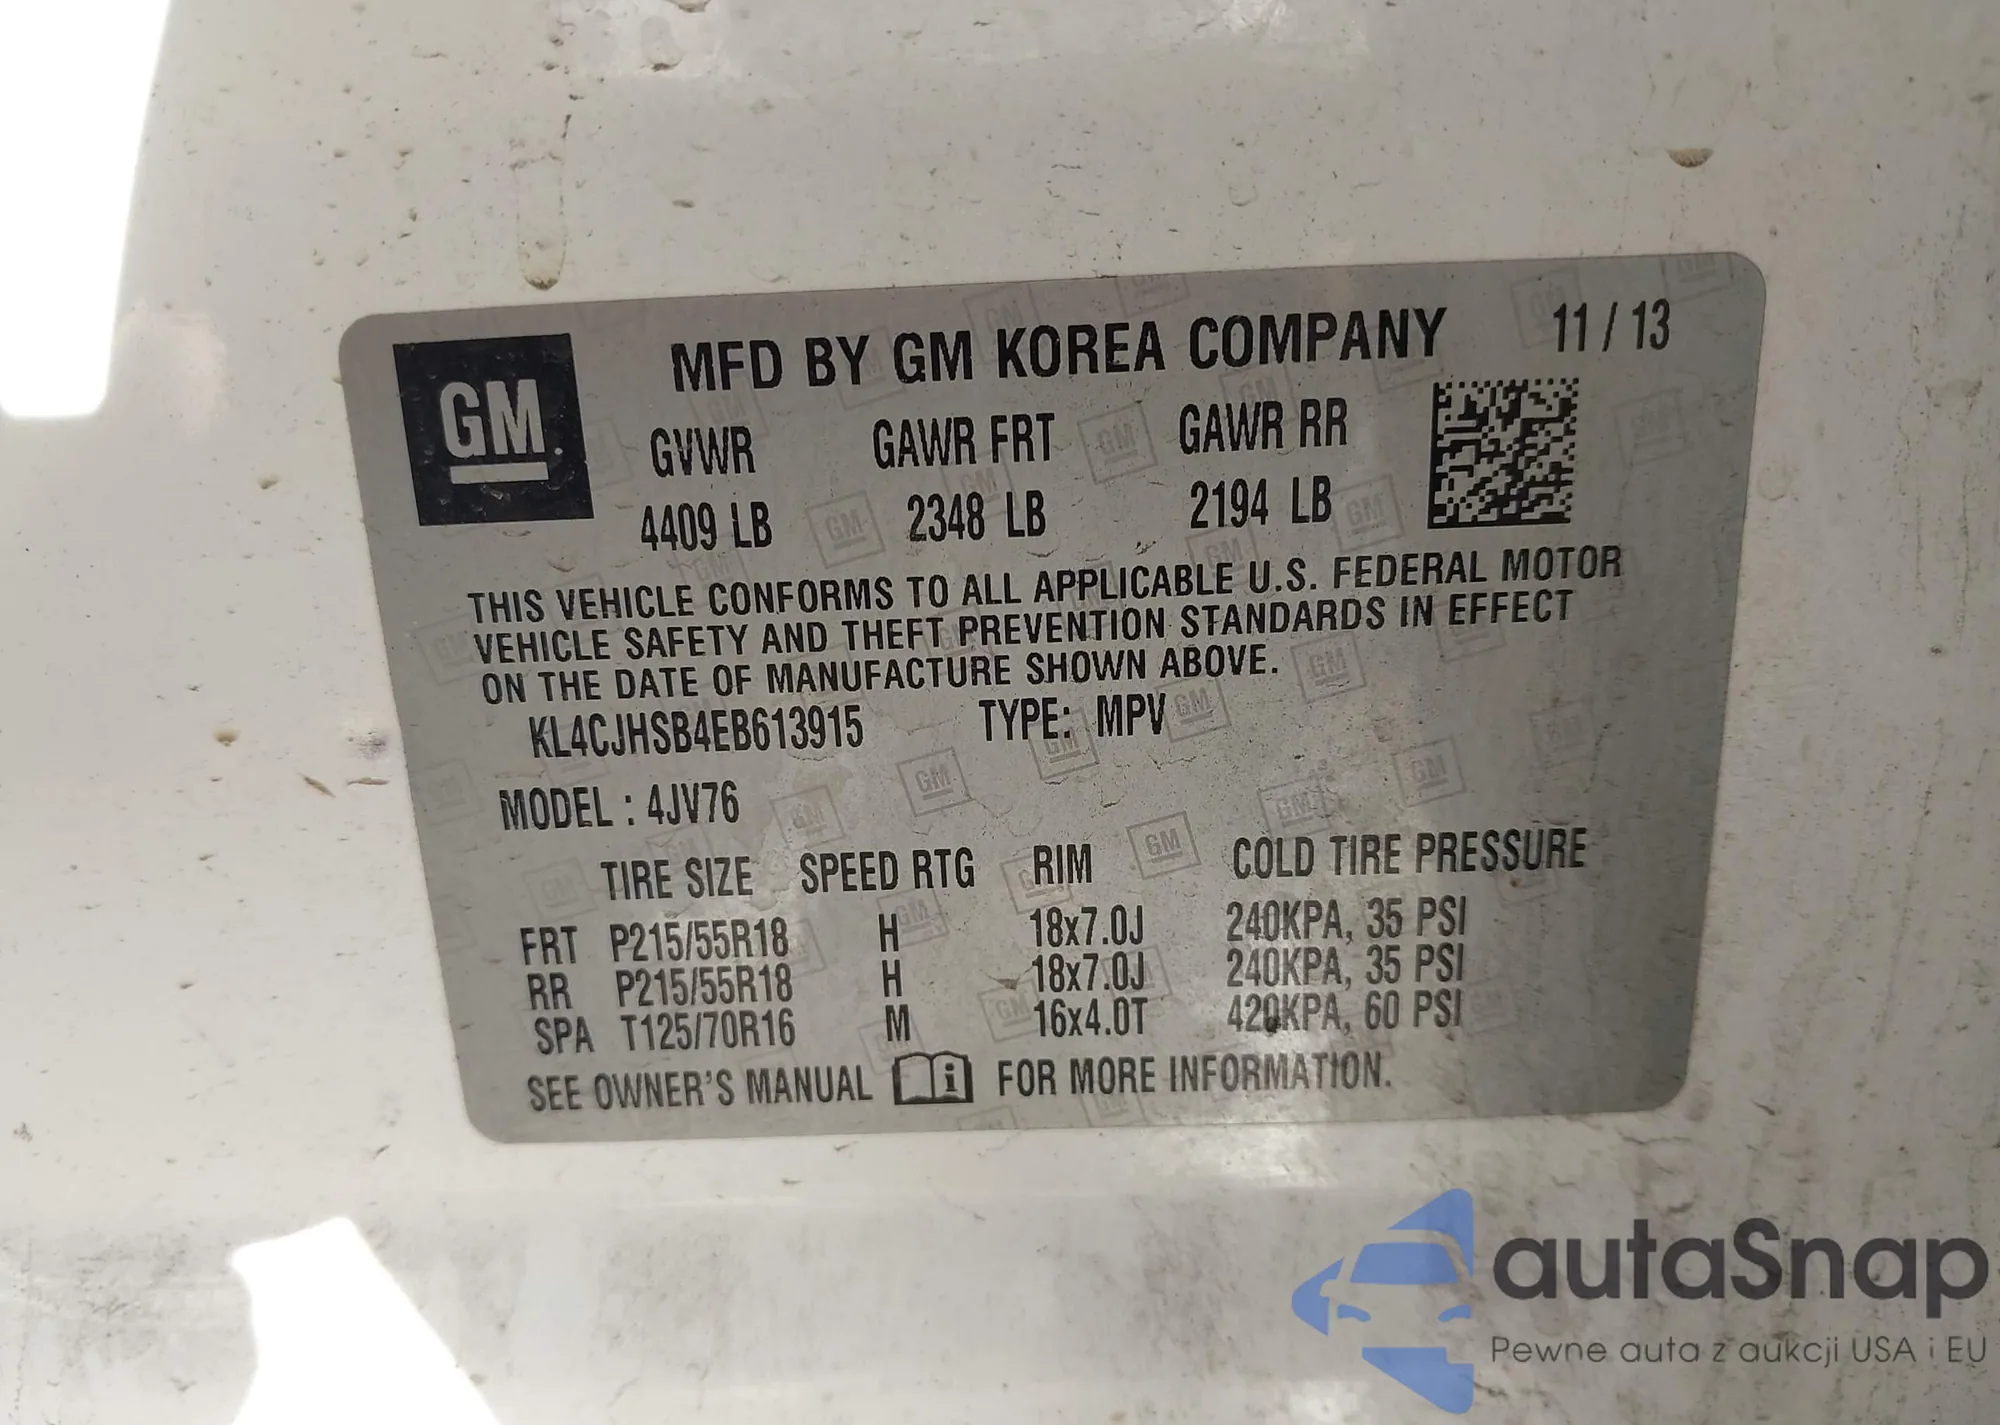 GM
MFD BY GM KOREA COMPANY 11 / 13
GVWR GAWR FRT GAWR RR
4409 LB 2348 LB 2194 LB
THIS VEHICLE CONFORMS TO ALL APPLICABLE U.S. FEDERAL MOTOR
VEHICLE SAFETY AND THEFT PREVENTION STANDARDS IN EFFECT
ON THE DATE OF MANUFACTURE SHOWN ABOVE.
KL4CJHSB4EB613915 TYPE: MPV
MODEL : 4JV76
TIRE SIZE SPEED RTG RIM COLD TIRE PRESSURE
FRT P215/55R18 H 18x7.0J 240KPA, 35 PSI
RR P215/55R18 H 18x7.0J 240KPA, 35 PSI
SPA T125/70R16 M 16x4.0T 420KPA, 60 PSI
SEE OWNER'S MANUAL i FOR MORE INFORMATION.
autaSnap
Pewne auta z aukcji USA i EU